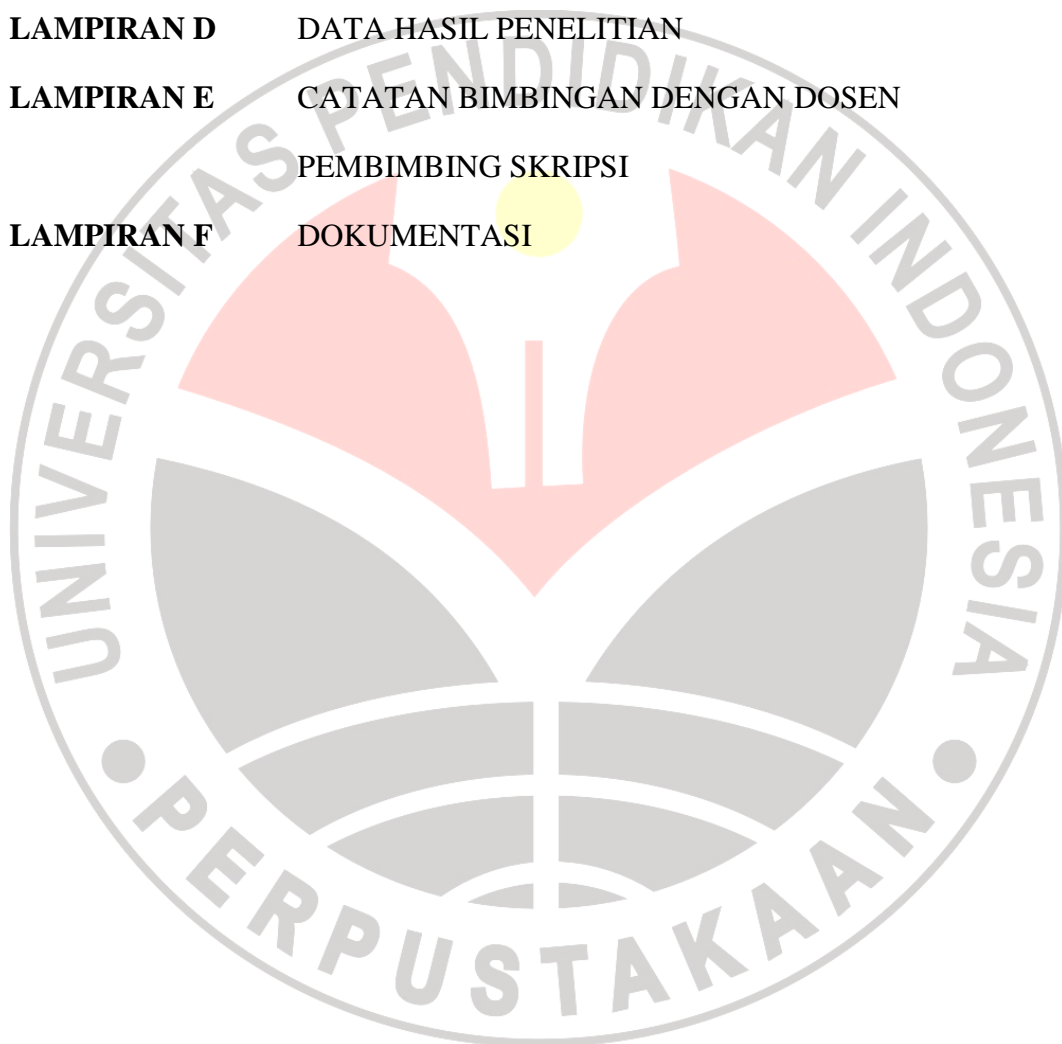 LAMPIRAN D DATA HASIL PENELITIAN
LAMPIRAN E CATATAN BIMBINGAN DENGAN DOSEN
PEMBIMBING SKRIPSI
LAMPIRAN F DOKUMENTASI
UNIVERSITAS PENDIDIKAN INDONESIA
PERPUSTAKAAN